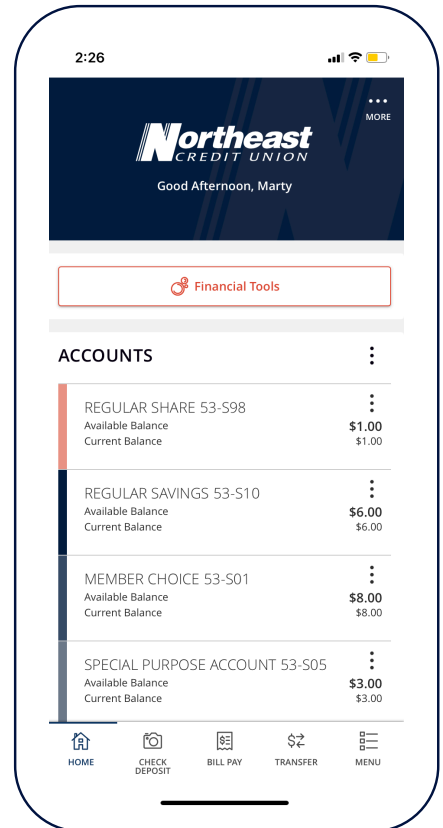 2:26
MORE
Northeast
CREDIT UNION
Good Afternoon, Marty
Financial Tools
ACCOUNTS
REGULAR SHARE 53-S98
Available Balance $1.00
Current Balance $1.00
REGULAR SAVINGS 53-S10
Available Balance $6.00
Current Balance $6.00
MEMBER CHOICE 53-S01
Available Balance $8.00
Current Balance $8.00
SPECIAL PURPOSE ACCOUNT 53-S05
Available Balance $3.00
Current Balance $3.00
HOME
CHECK
DEPOSIT
BILL PAY
TRANSFER
MENU